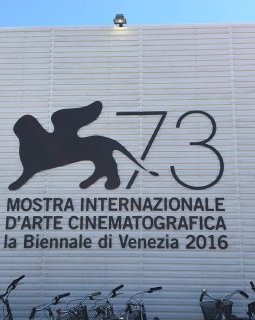 73
MOSTRA INTERNAZIONALE
D'ARTE CINEMATOGRAFICA
la Biennale di Venezia 2016